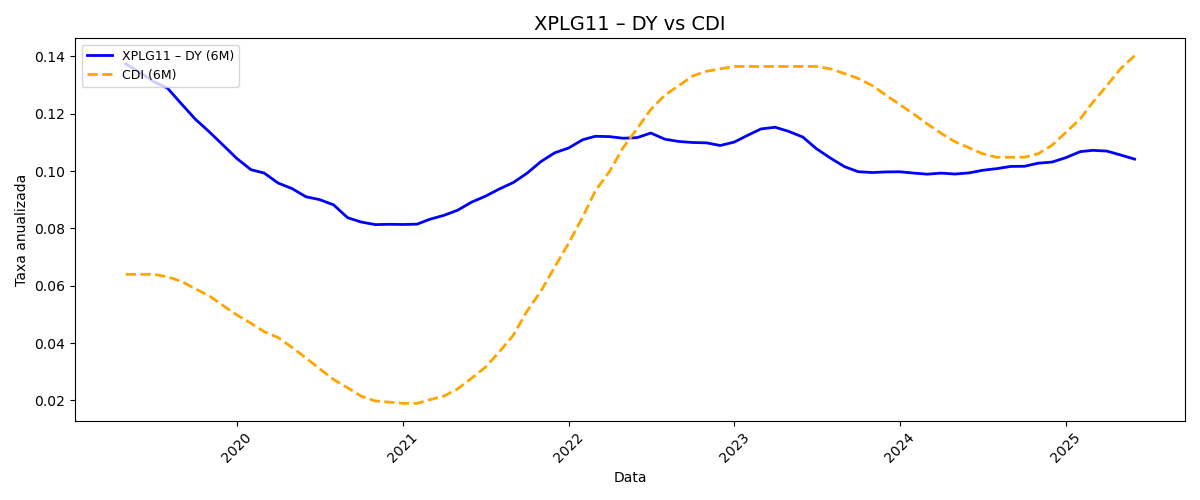 XPLG11 – DY vs CDI
XPLG11 – DY (6M)
CDI (6M)
Taxa anualizada
0.14
0.12
0.10
0.08
0.06
0.04
0.02
2020
2021
2022
2023
2024
2025
Data